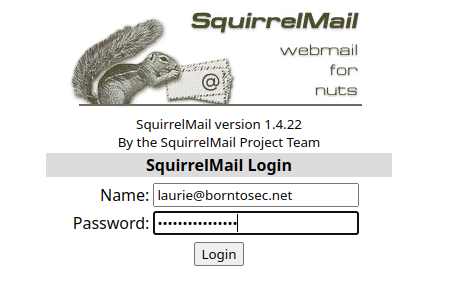 SquirrelMail
webmail
for
nuts
@
SquirrelMail version 1.4.22
By the SquirrelMail Project Team
SquirrelMail Login
Name: laurie@borntosec.net
Password: ••••••••••••••••
Login